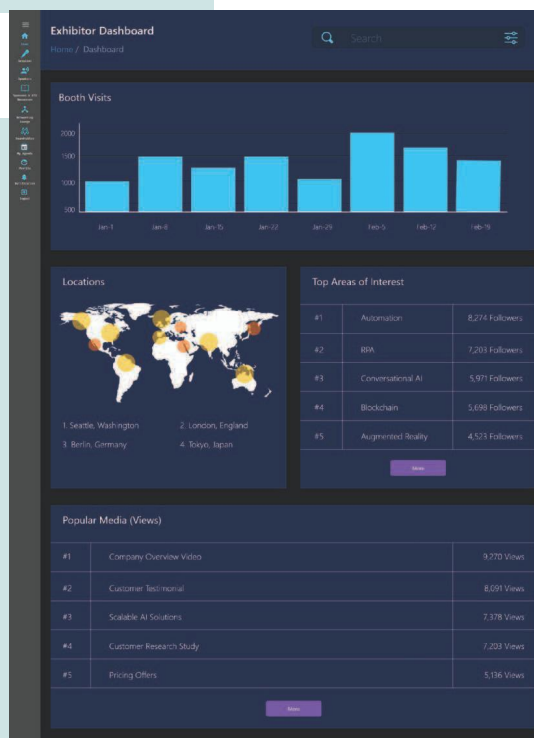 Exhibitor Dashboard
Home / Dashboard
Search
Booth Visits
2000
1500
1000
500
Jan-1
Jan-8
Jan-15
Jan-22
Jan-29
Feb-5
Feb-12
Feb-19
Locations
1. Seattle, Washington
2. London, England
3. Berlin, Germany
4. Tokyo, Japan
Top Areas of Interest
#1 Automation 8,274 Followers
#2 RPA 7,203 Followers
#3 Conversational AI 5,971 Followers
#4 Blockchain 5,698 Followers
#5 Augmented Reality 4,523 Followers
Popular Media (Views)
#1 Company Overview Video 9,270 Views
#2 Customer Testimonial 8,091 Views
#3 Scalable AI Solutions 7,378 Views
#4 Customer Research Study 7,203 Views
#5 Pricing Offers 5,136 Views